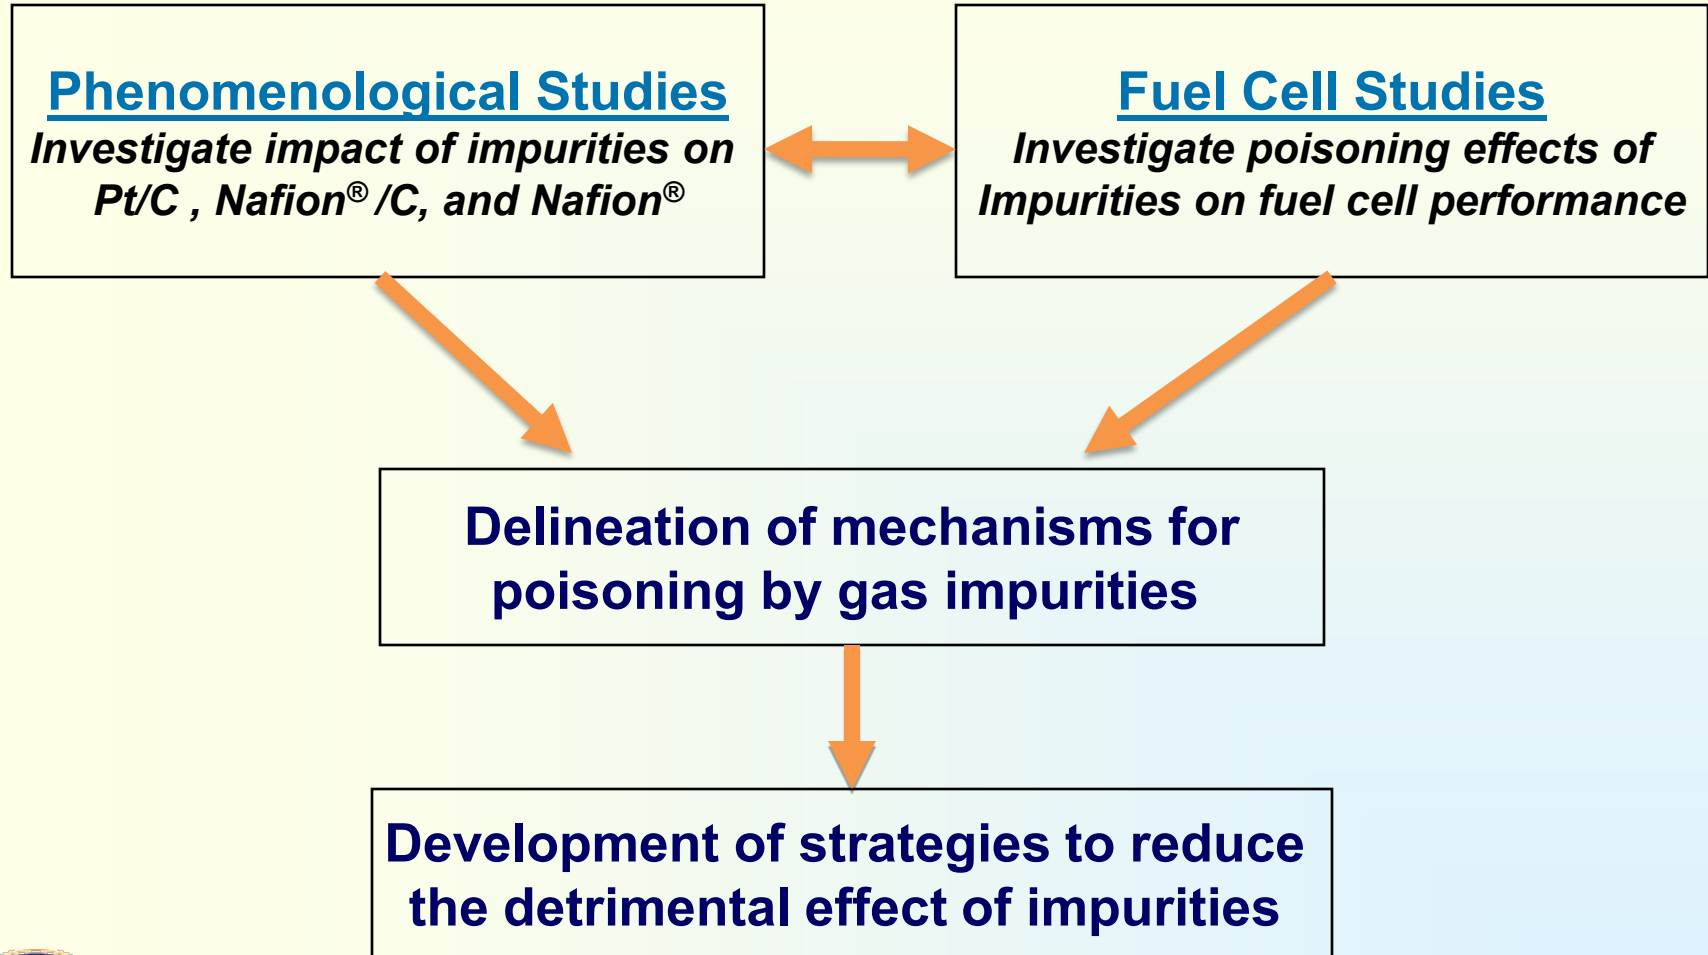 Phenomenological Studies
Investigate impact of impurities on
Pt/C , Nafion® /C, and Nafion®
Fuel Cell Studies
Investigate poisoning effects of
Impurities on fuel cell performance
Delineation of mechanisms for
poisoning by gas impurities
Development of strategies to reduce
the detrimental effect of impurities